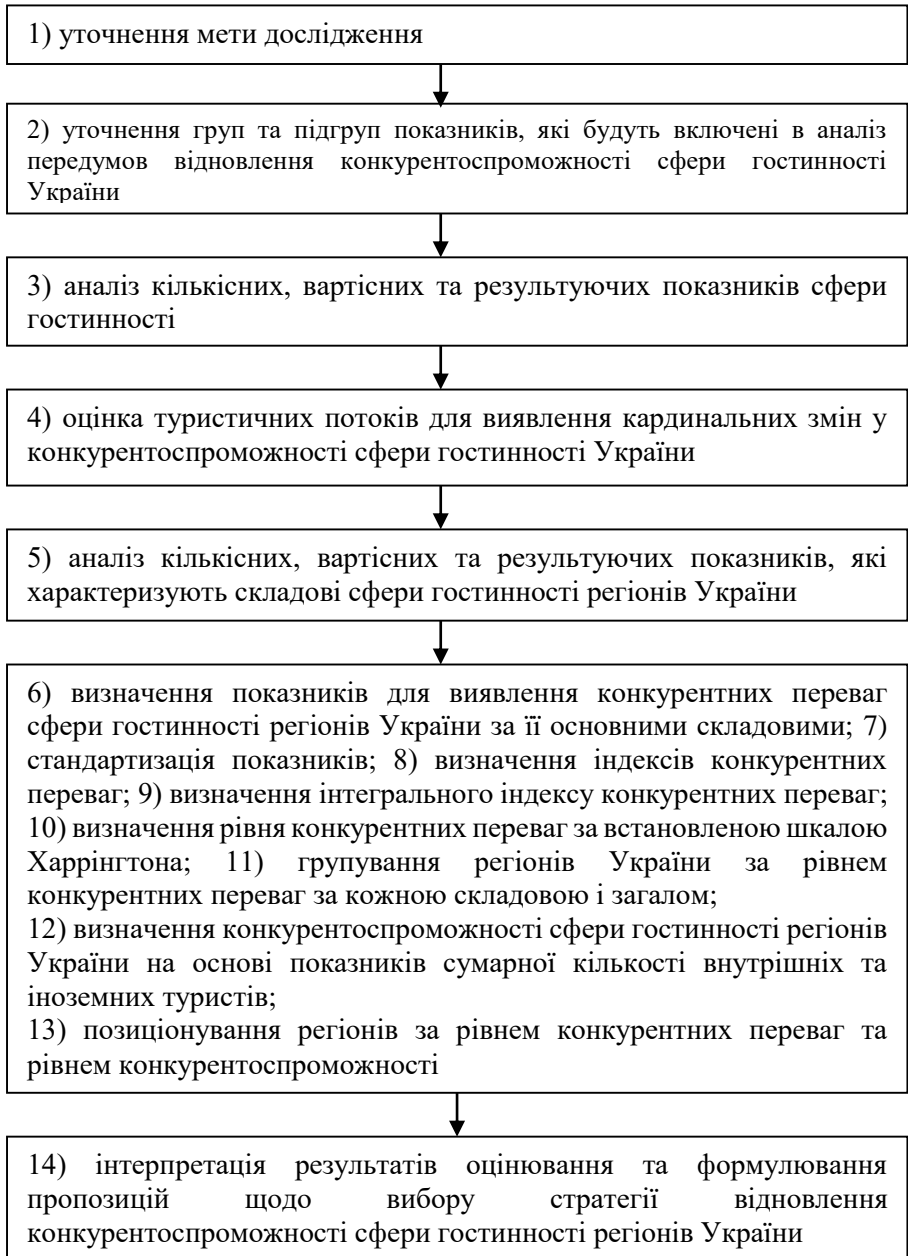 1) уточнення мети дослідження
2) уточнення груп та підгруп показників, які будуть включені в аналіз
передумов відновлення конкурентоспроможності сфери гостинності
України
3) аналіз кількісних, вартісних та результуючих показників сфери
гостинності
4) оцінка туристичних потоків для виявлення кардинальних змін у
конкурентоспроможності сфери гостинності України
5) аналіз кількісних, вартісних та результуючих показників, які
характеризують складові сфери гостинності регіонів України
6) визначення показників для виявлення конкурентних переваг
сфери гостинності регіонів України за її основними складовими; 7)
стандартизація показників; 8) визначення індексів конкурентних
переваг; 9) визначення інтегрального індексу конкурентних переваг;
10) визначення рівня конкурентних переваг за встановленою шкалою
Харрінгтона; 11) групування регіонів України за рівнем
конкурентних переваг за кожною складовою і загалом;
12) визначення конкурентоспроможності сфери гостинності регіонів
України на основі показників сумарної кількості внутрішніх та
іноземних туристів;
13) позиціонування регіонів за рівнем конкурентних переваг та
рівнем конкурентоспроможності
14) інтерпретація результатів оцінювання та формулювання
пропозицій щодо вибору стратегії відновлення
конкурентоспроможності сфери гостинності регіонів України